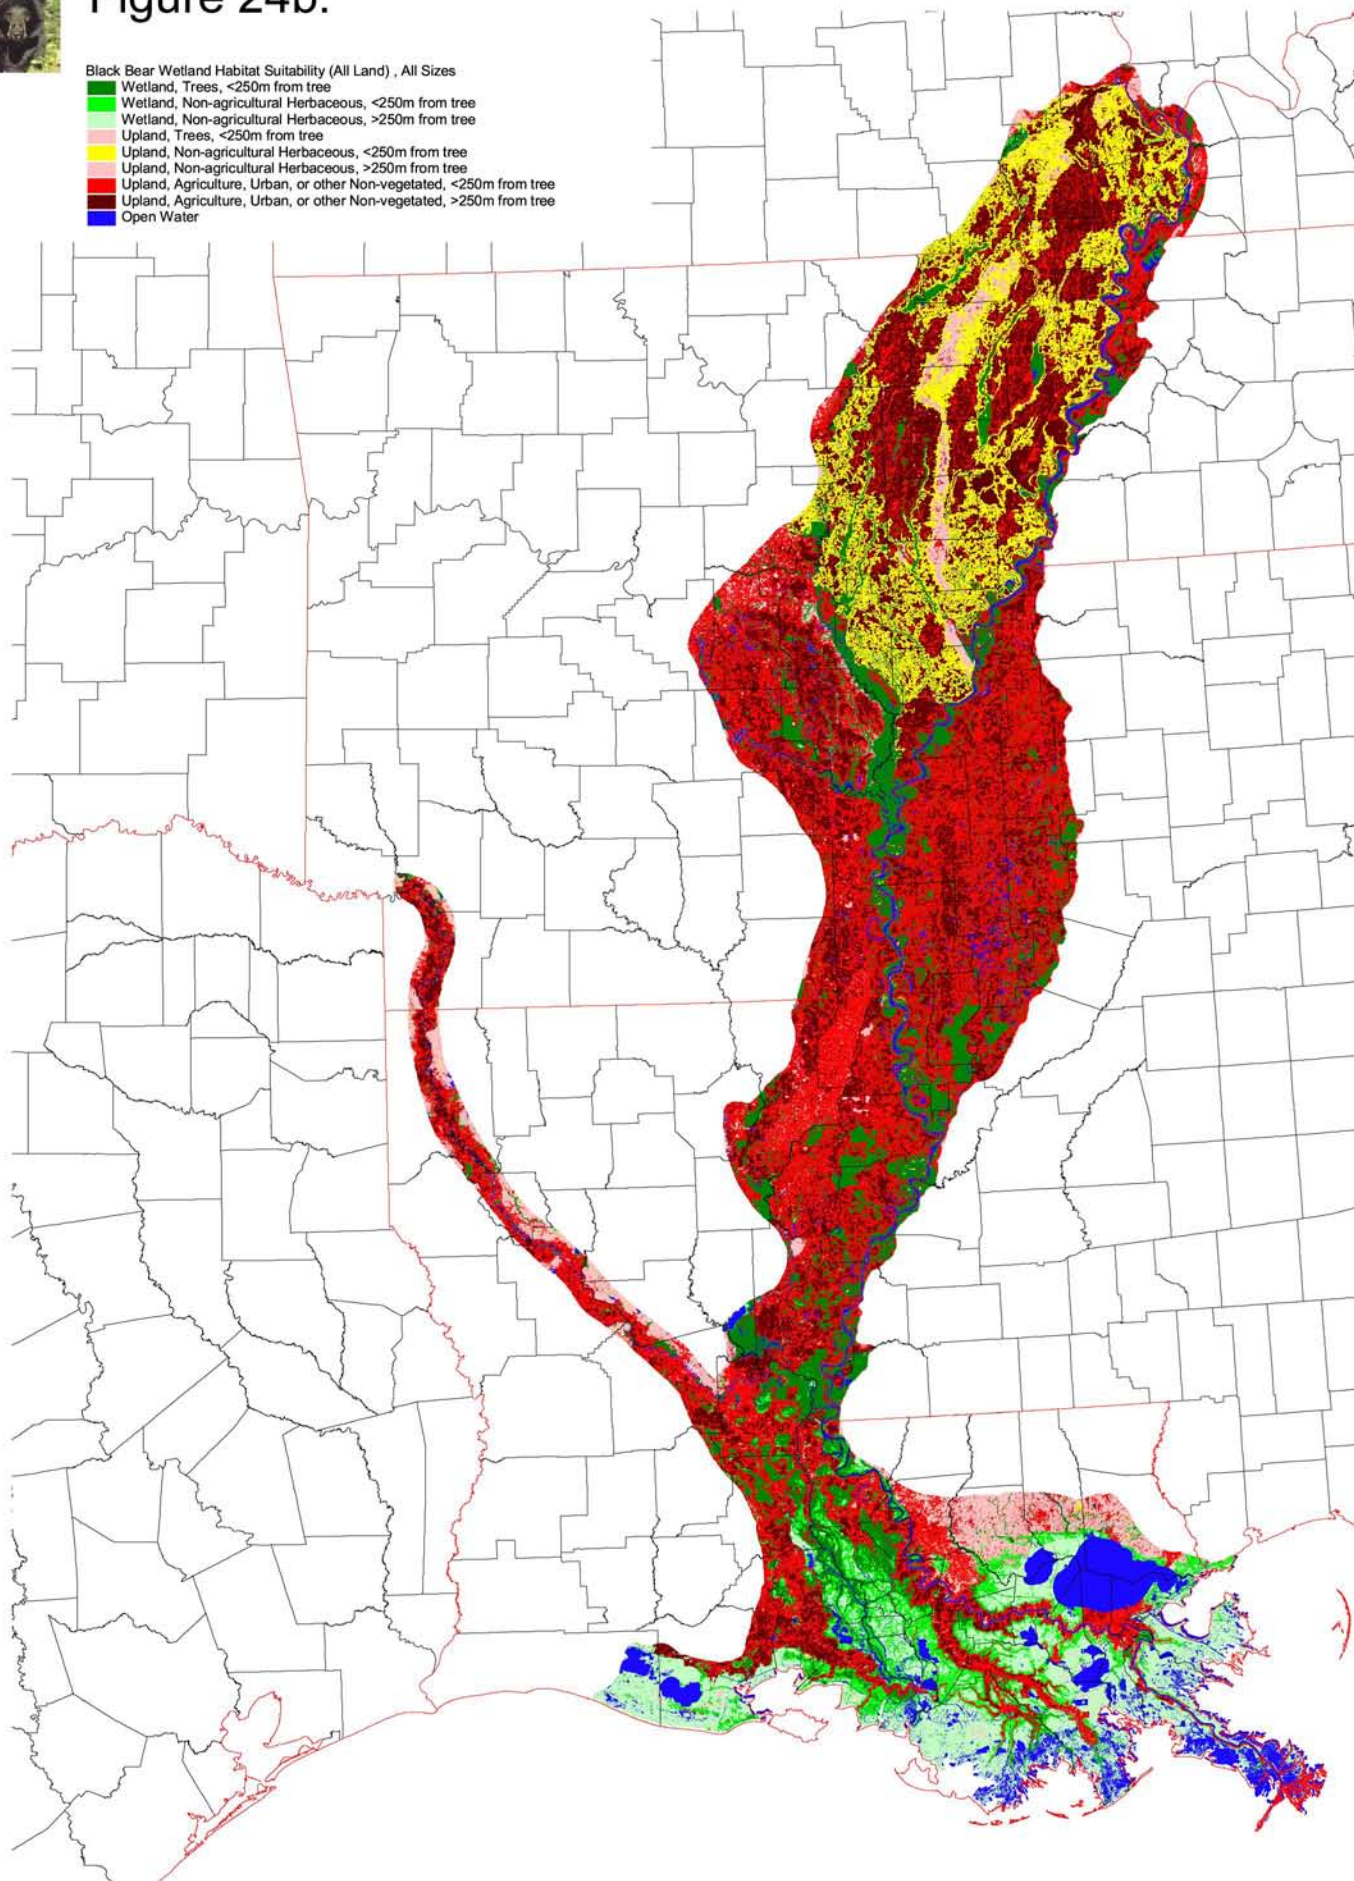 Figure 24b.
Black Bear Wetland Habitat Suitability (All Land) , All Sizes
Wetland, Trees, <250m from tree
Wetland, Non-agricultural Herbaceous, <250m from tree
Wetland, Non-agricultural Herbaceous, >250m from tree
Upland, Trees, <250m from tree
Upland, Non-agricultural Herbaceous, <250m from tree
Upland, Non-agricultural Herbaceous, >250m from tree
Upland, Agriculture, Urban, or other Non-vegetated, <250m from tree
Upland, Agriculture, Urban, or other Non-vegetated, >250m from tree
Open Water